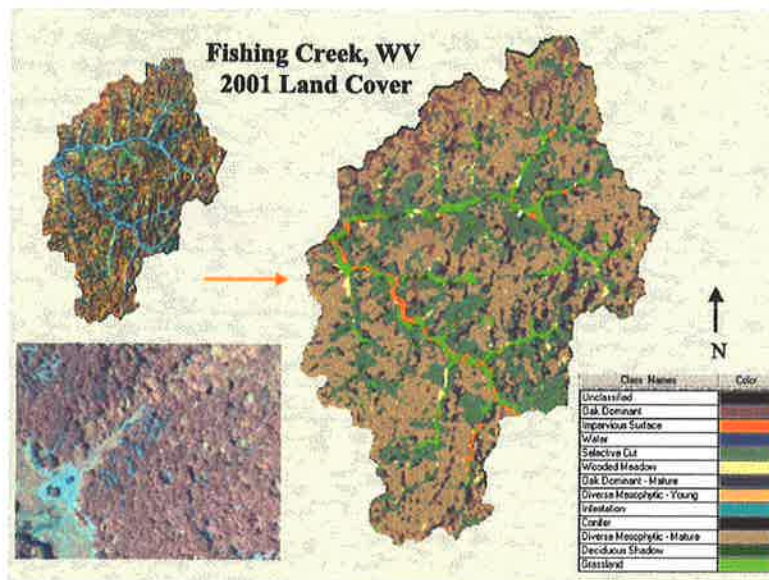 Fishing Creek, WV
2001 Land Cover
N
Class Names Color
Unclassified
Oak Dominant
Impervious Surface
Water
Selective Cut
Wooded Meadow
Oak Dominant - Mature
Diverse Mesophytic - Young
Infestation
Conifer
Diverse Mesophytic - Mature
Deciduous Shadow
Grassland